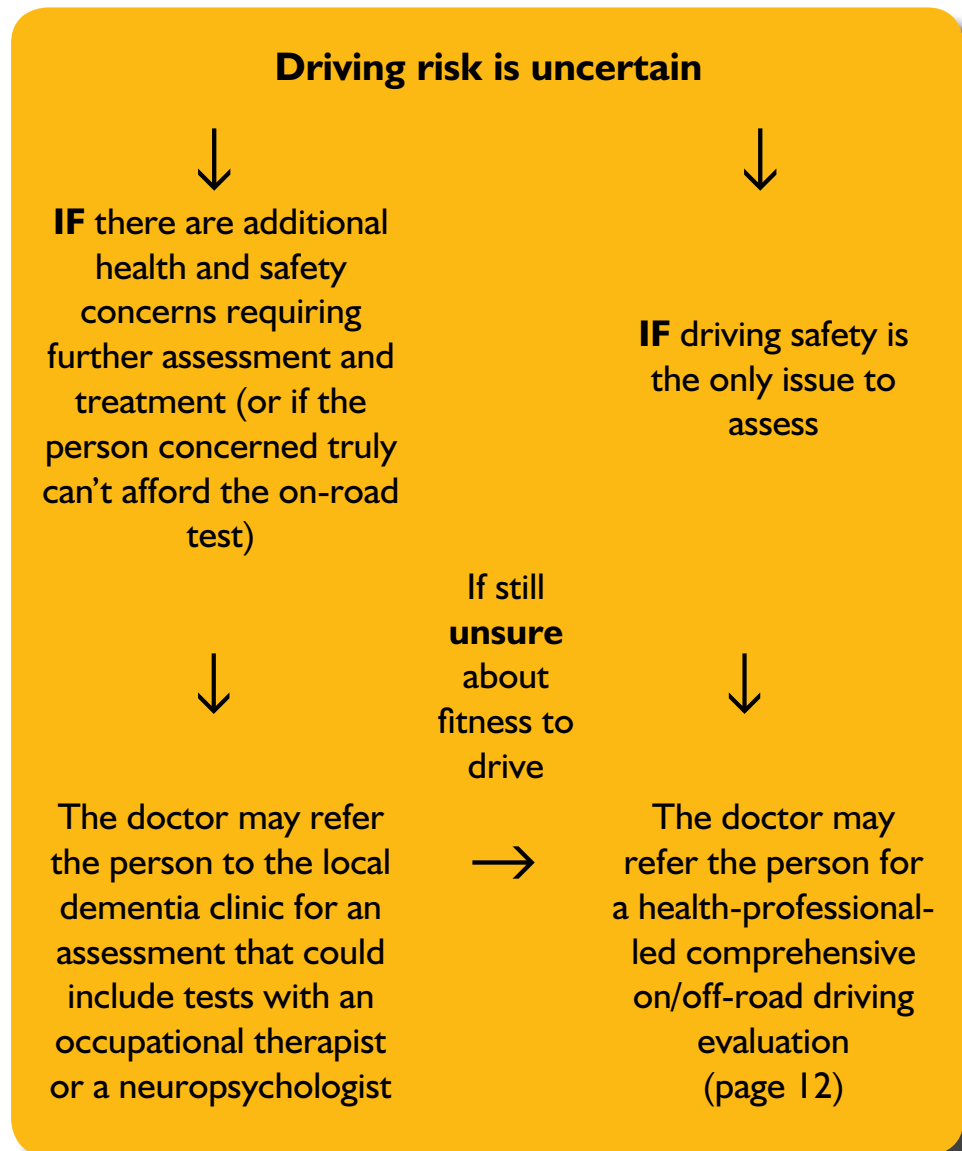 Driving risk is uncertain
↓
↓
IF there are additional
health and safety
concerns requiring
further assessment and
treatment (or if the
person concerned truly
can’t afford the on-road
test)
IF driving safety is
the only issue to
assess
↓
If still
unsure
about
fitness to
drive
↓
The doctor may refer
the person to the local
dementia clinic for an
assessment that could
include tests with an
occupational therapist
or a neuropsychologist
→
The doctor may
refer the person for
a health-professional-
led comprehensive
on/off-road driving
evaluation
(page 12)